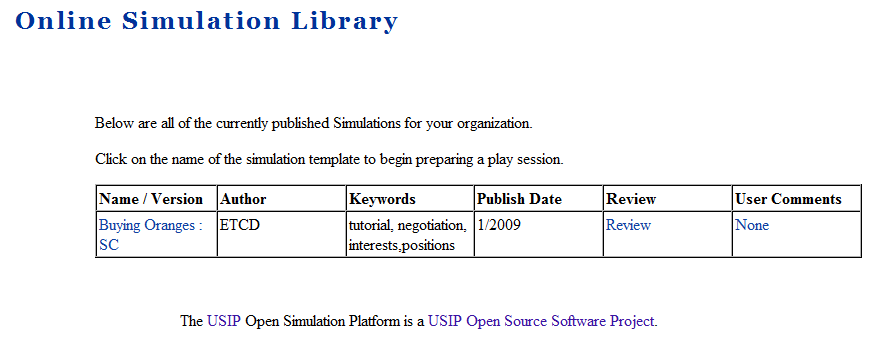 Online Simulation Library
Below are all of the currently published Simulations for your organization.
Click on the name of the simulation template to begin preparing a play session.
Name / Version Author Keywords Publish Date Review User Comments
Buying Oranges : ETCD tutorial, negotiation, 1/2009 Review None
SC interests,positions
The USIP Open Simulation Platform is a USIP Open Source Software Project.